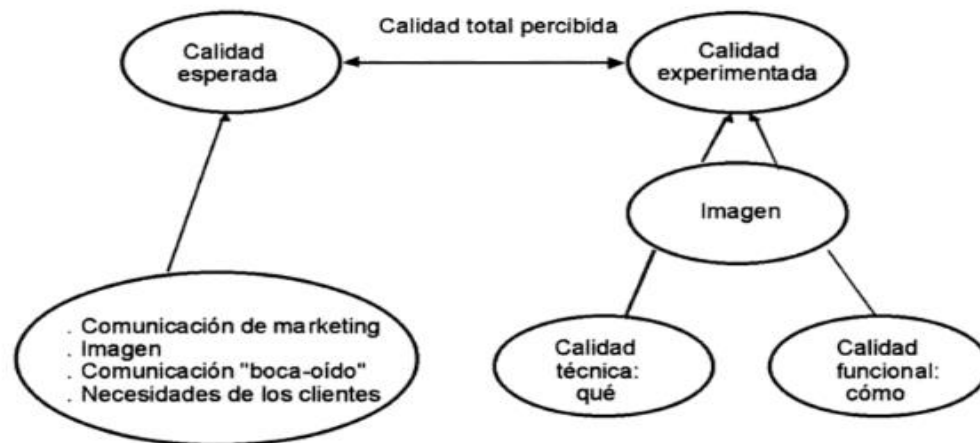 Calidad total percibida
Calidad
esperada
Calidad
experimentada
Imagen
. Comunicación de marketing
. Imagen
. Comunicación "boca-oído"
. Necesidades de los clientes
Calidad
técnica:
qué
Calidad
funcional:
cómo